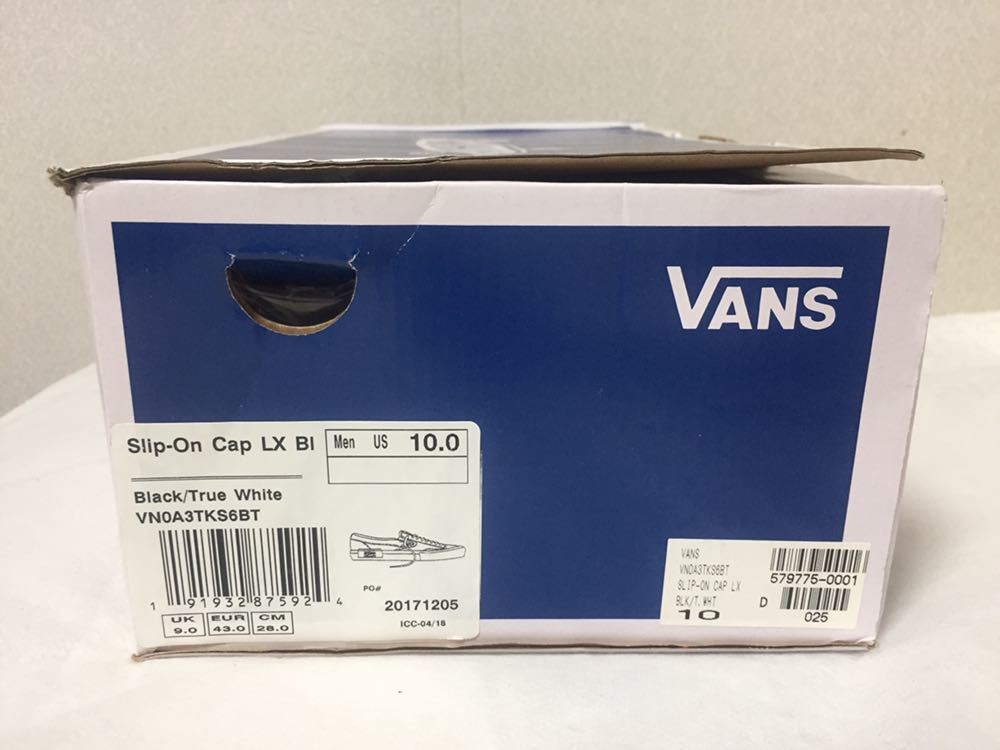 VANS
Slip-On Cap LX BI
Men US 10.0
Black/True White
VN0A3TKS6BT
1 91932 87592 4
PO#
20171205
ICC-04/18
UK EUR CM
9.0 43.0 28.0
VANS
VN0A3TKS6BT
SLIP-ON CAP LX
BLK/T.WHT
10
579775-0001
D
025